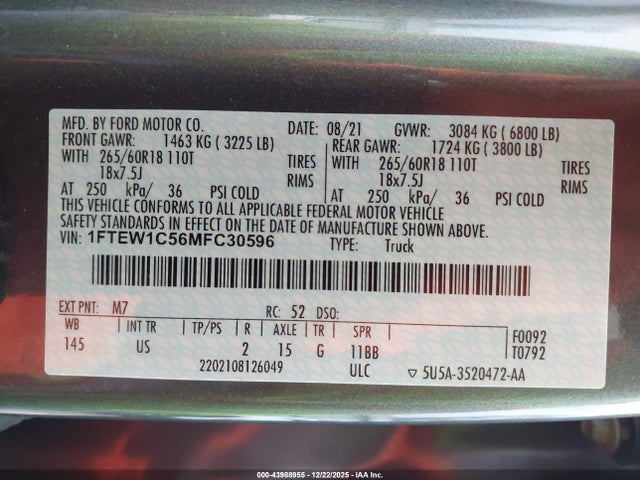 MFD. BY FORD MOTOR CO. DATE: 08/21 GVWR: 3084 KG ( 6800 LB)
FRONT GAWR: 1463 KG ( 3225 LB) REAR GAWR: 1724 KG ( 3800 LB)
WITH 265/60R18 110T TIRES WITH 265/60R18 110T TIRES
18x7.5J RIMS 18x7.5J RIMS
AT 250 kPa/ 36 PSI COLD AT 250 kPa/ 36 PSI COLD
THIS VEHICLE CONFORMS TO ALL APPLICABLE FEDERAL MOTOR VEHICLE
SAFETY STANDARDS IN EFFECT ON THE DATE OF MANUFACTURE SHOWN ABOVE.
VIN: 1FTEW1C56MFC30596 TYPE: Truck
EXT PNT: M7 RC: 52 DSO:
WB INT TR TP/PS R AXLE TR SPR F0092
145 US 2 15 G 11BB T0792
2202108126049 ULC ▽ 5U5A-3520472-AA
000-43988955 - 12/22/2025 - IAA Inc.